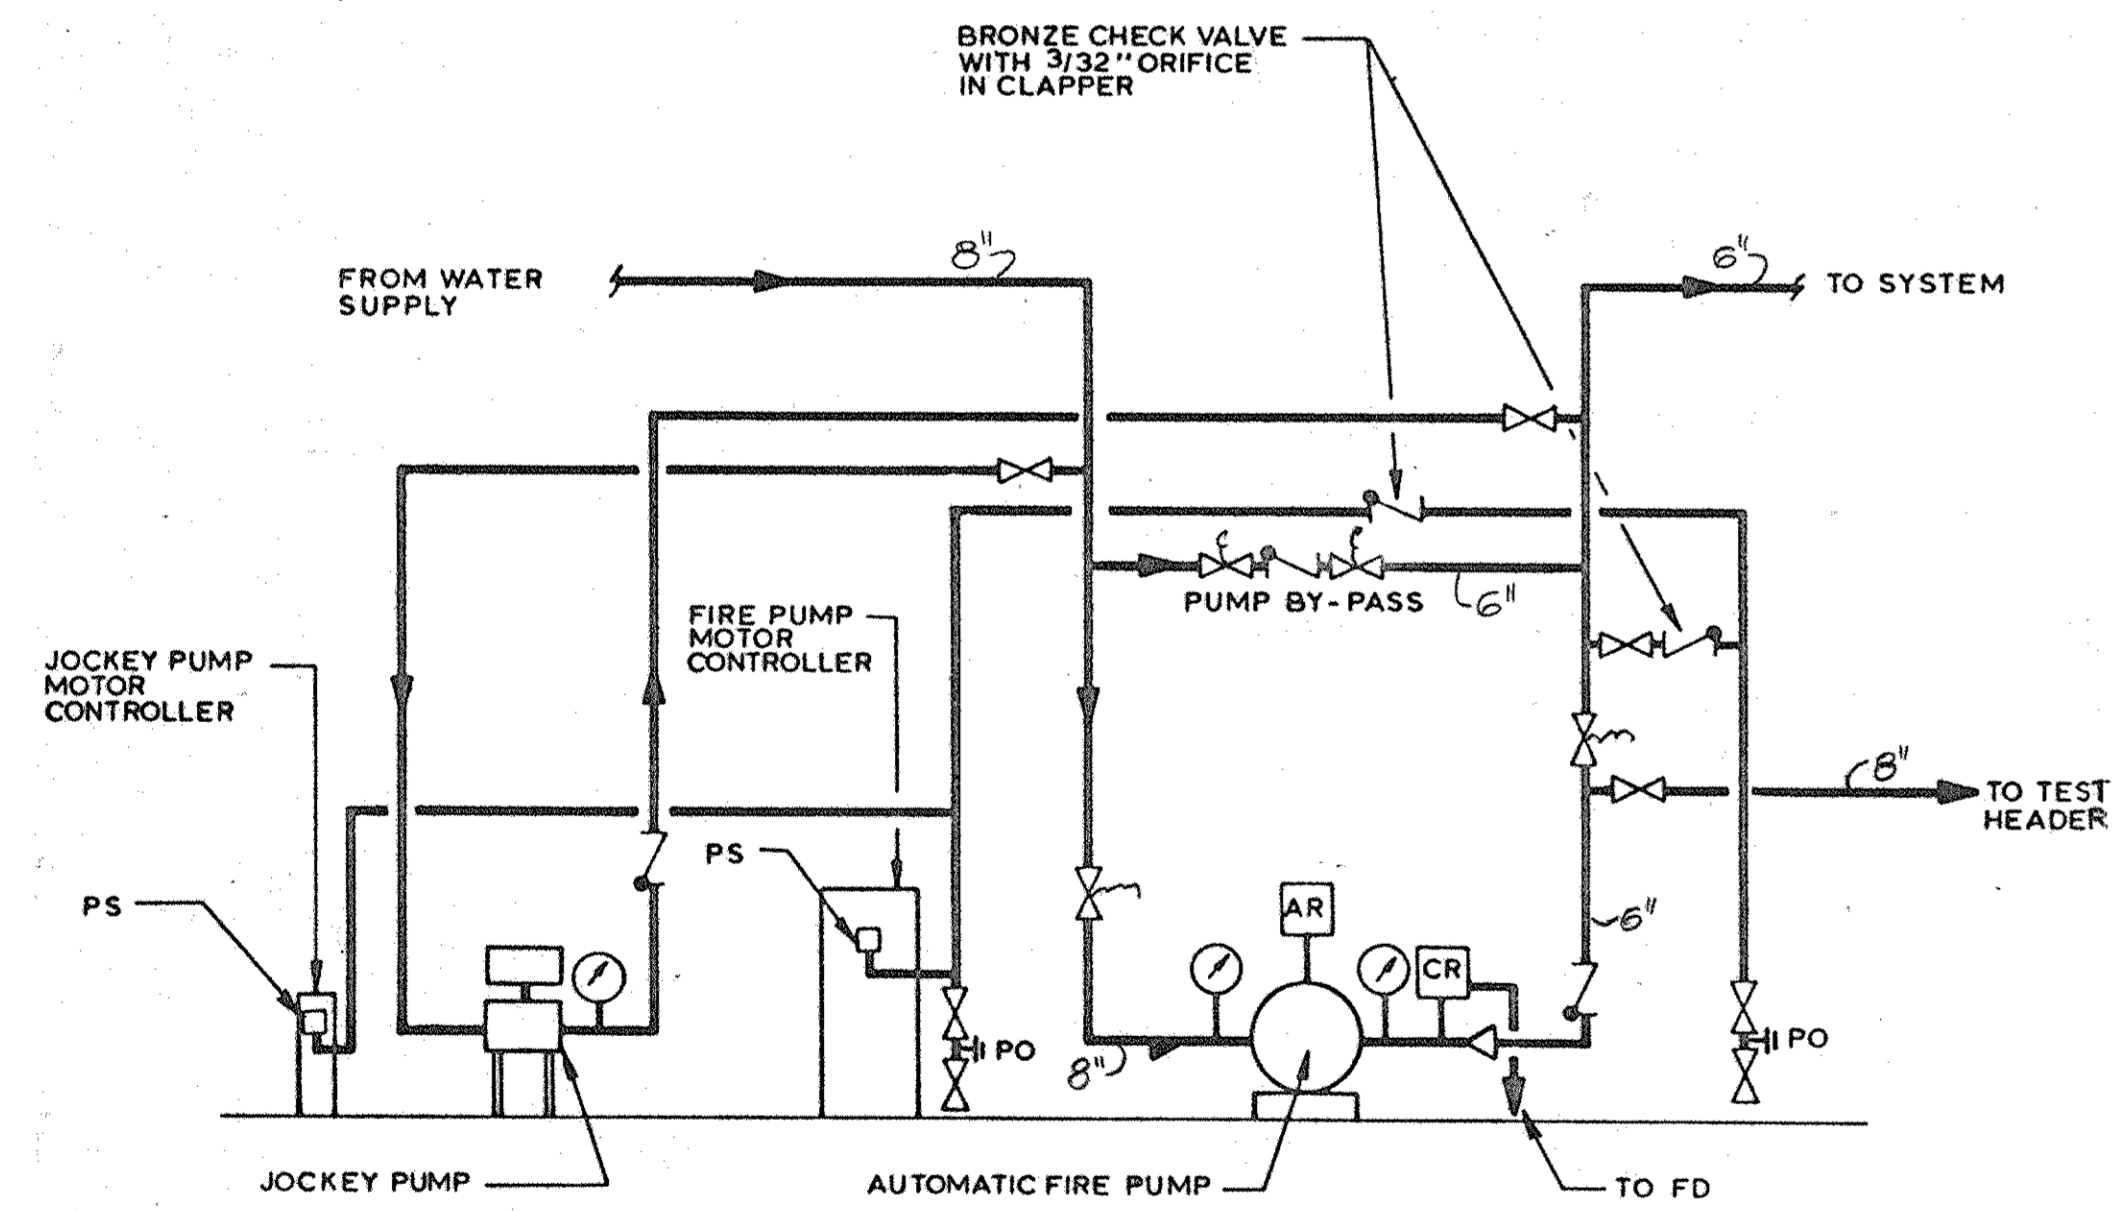 BRONZE CHECK VALVE
WITH 3/32" ORIFICE
IN CLAPPER
8"
6"
FROM WATER
SUPPLY
TO SYSTEM
PUMP BY-PASS
6"
FIRE PUMP
MOTOR
CONTROLLER
JOCKEY PUMP
MOTOR
CONTROLLER
8"
TO TEST
HEADER
PS
PS
AR
6"
CR
PO
8"
PO
JOCKEY PUMP
AUTOMATIC FIRE PUMP
TO FD